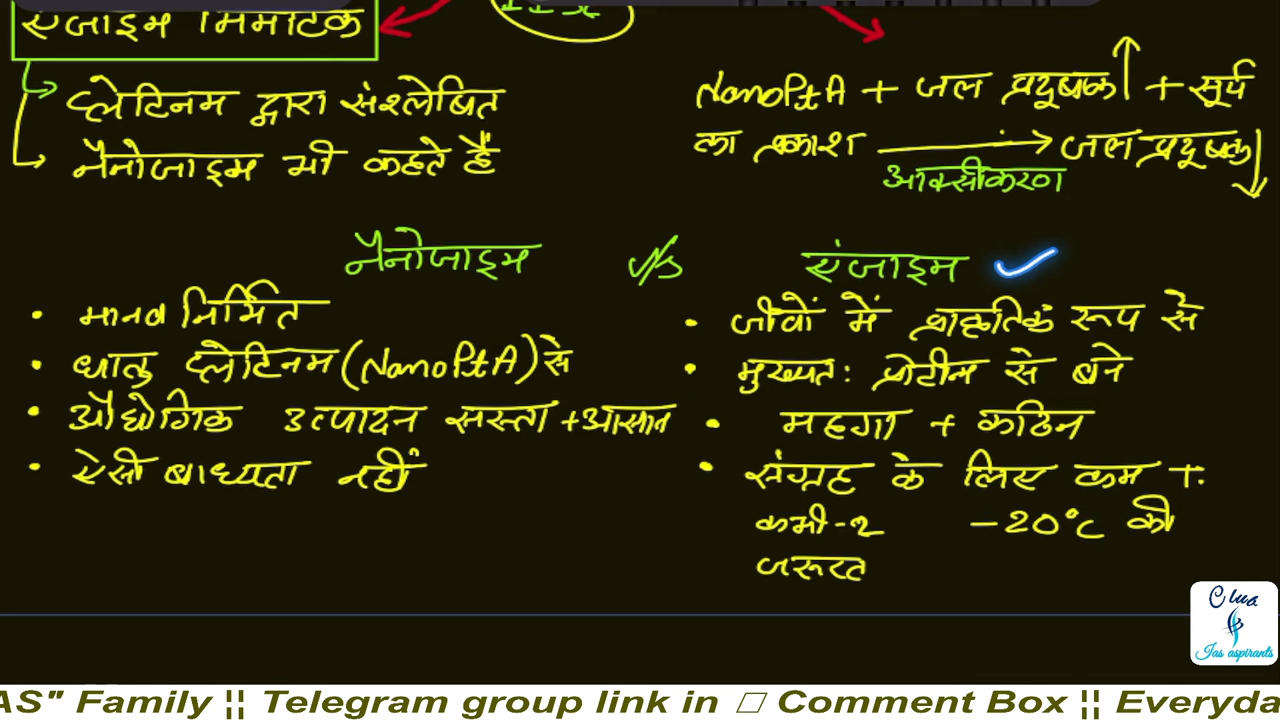 एंजाइम मिमेटिक
प्लेटिनम द्वारा संश्लेषित
नैनोजाइम भी कहते हैं
NanoPtA + जल प्रदूषक ↑ + सूर्य
का प्रकाश ⟶ जल प्रदूषक ↓
आक्सीकरण
नैनोजाइम v/s एंजाइम ✓
• मानव निर्मित
• धातु प्लेटिनम (NanoPtA) से
• औद्योगिक उत्पादन सस्ता + आसान
• ऐसी बाध्यता नहीं
• जीवों में प्राकृतिक रूप से
• मुख्यत: प्रोटीन से बने
• महगा + कठिन
• संग्रह के लिए कम T.
कभी-2 -20°C की
जरूरत
Ias aspirants
AS" Family ¦¦ Telegram group link in □ Comment Box ¦¦ Everyda